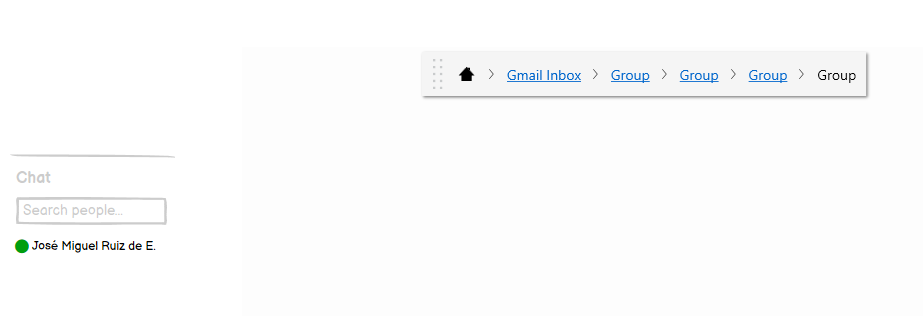 Gmail Inbox Group Group Group Group
Chat
Search people...
José Miguel Ruiz de E.